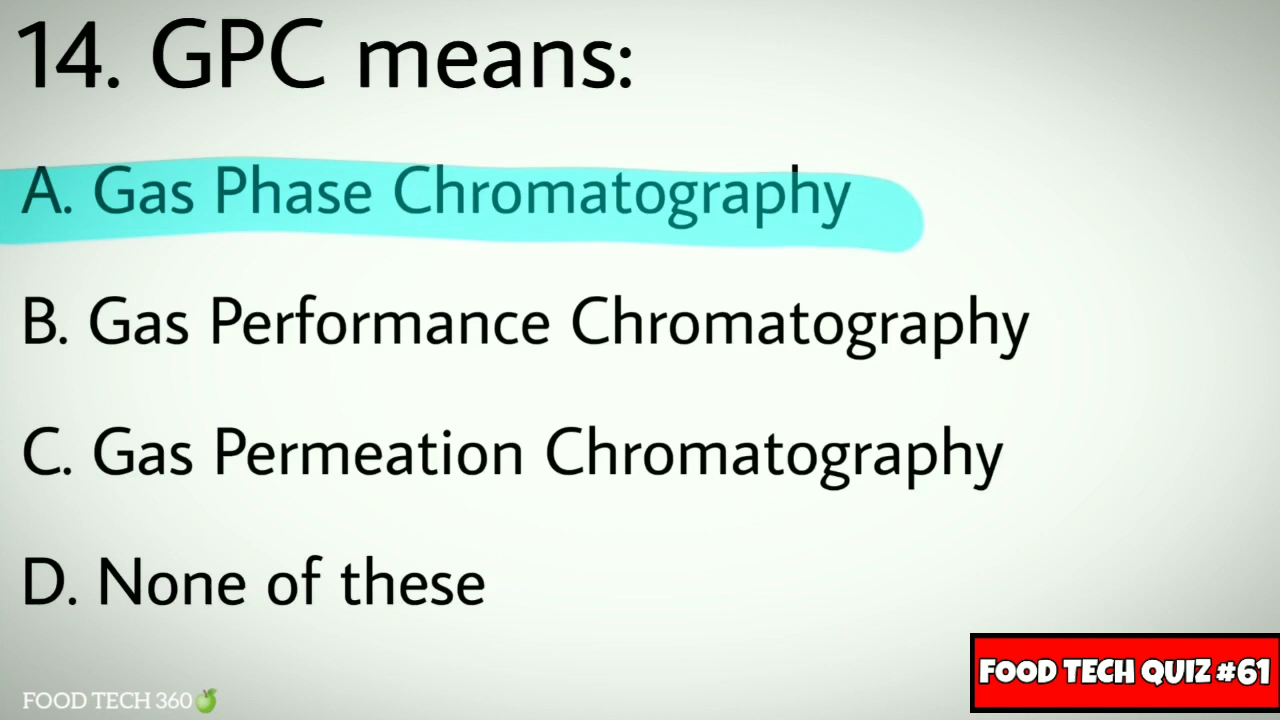 14. GPC means:
A. Gas Phase Chromatography
B. Gas Performance Chromatography
C. Gas Permeation Chromatography
D. None of these
FOOD TECH QUIZ #61
FOOD TECH 360